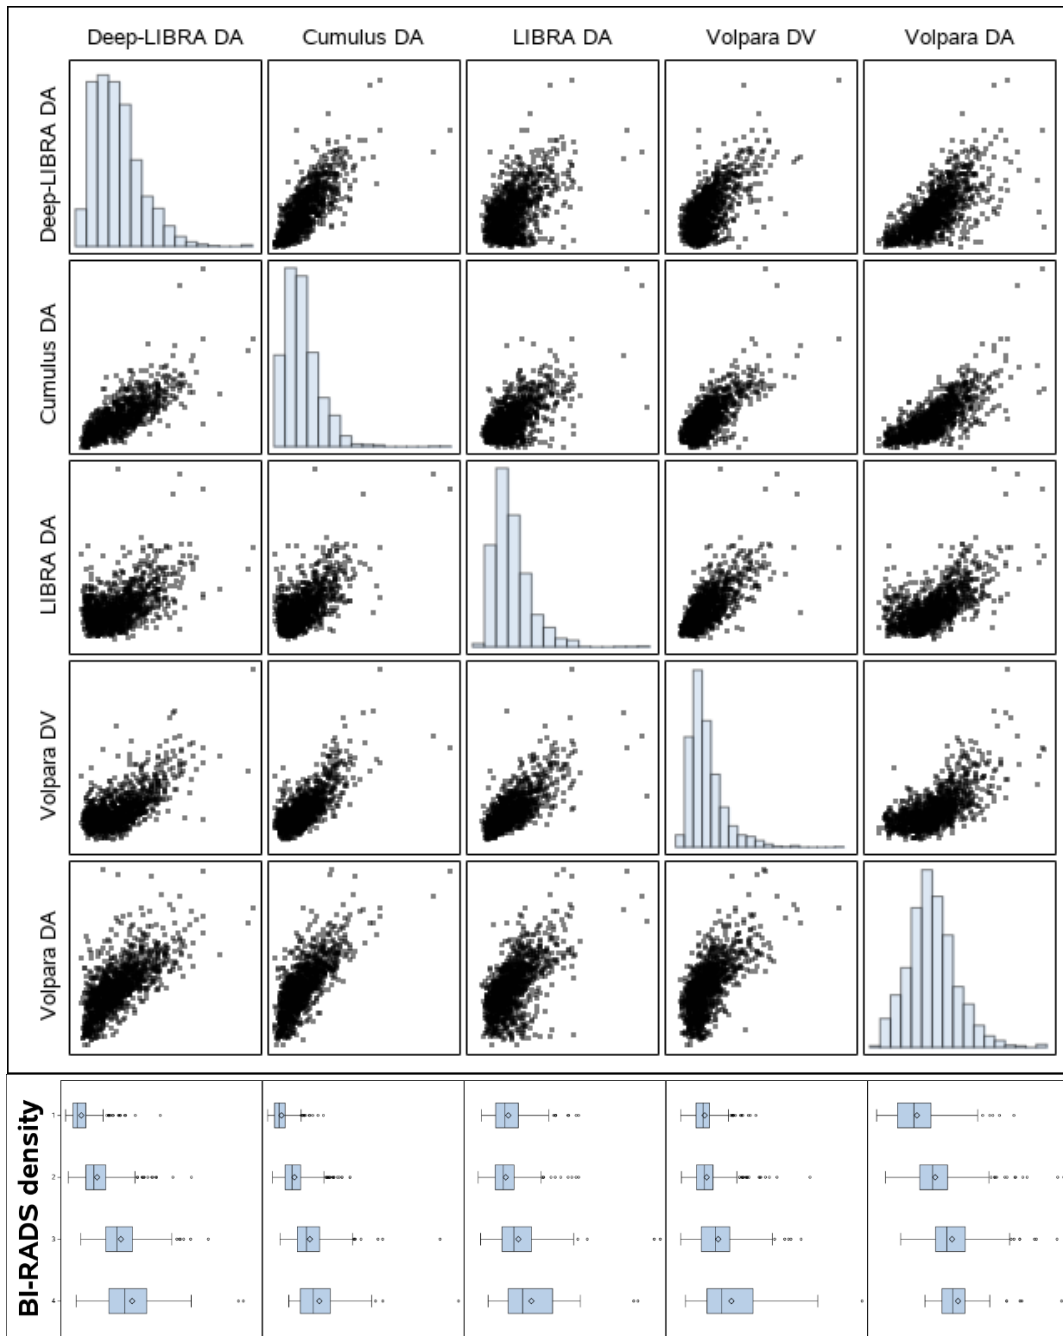 Deep-LIBRA DA Cumulus DA LIBRA DA Volpara DV Volpara DA
Deep-LIBRA DA
Cumulus DA
LIBRA DA
Volpara DV
Volpara DA
BI-RADS density
1
2
3
4